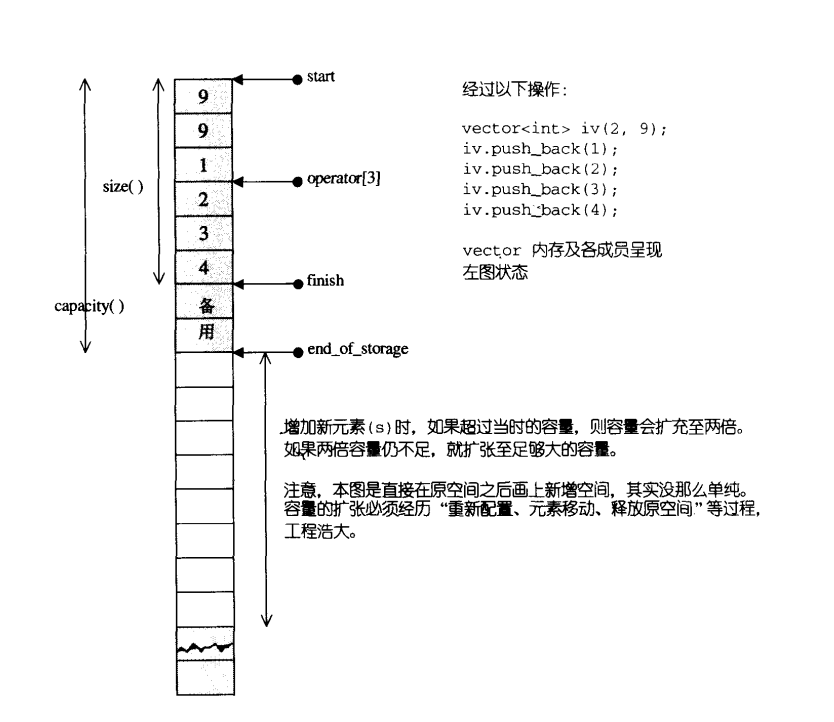 start
9
9
1
operator[3]
size( )
2
3
4
finish
capacity( )
备
用
end_of_storage
经过以下操作：
vector<int> iv(2, 9);
iv.push_back(1);
iv.push_back(2);
iv.push_back(3);
iv.push_back(4);
vector 内存及各成员呈现
左图状态
增加新元素(s)时，如果超过当时的容量，则容量会扩充至两倍。
如果两倍容量仍不足，就扩张至足够大的容量。
注意，本图是直接在原空间之后画上新增空间，其实没那么单纯。
容量的扩张必须经历“重新配置、元素移动、释放原空间”等过程，
工程浩大。